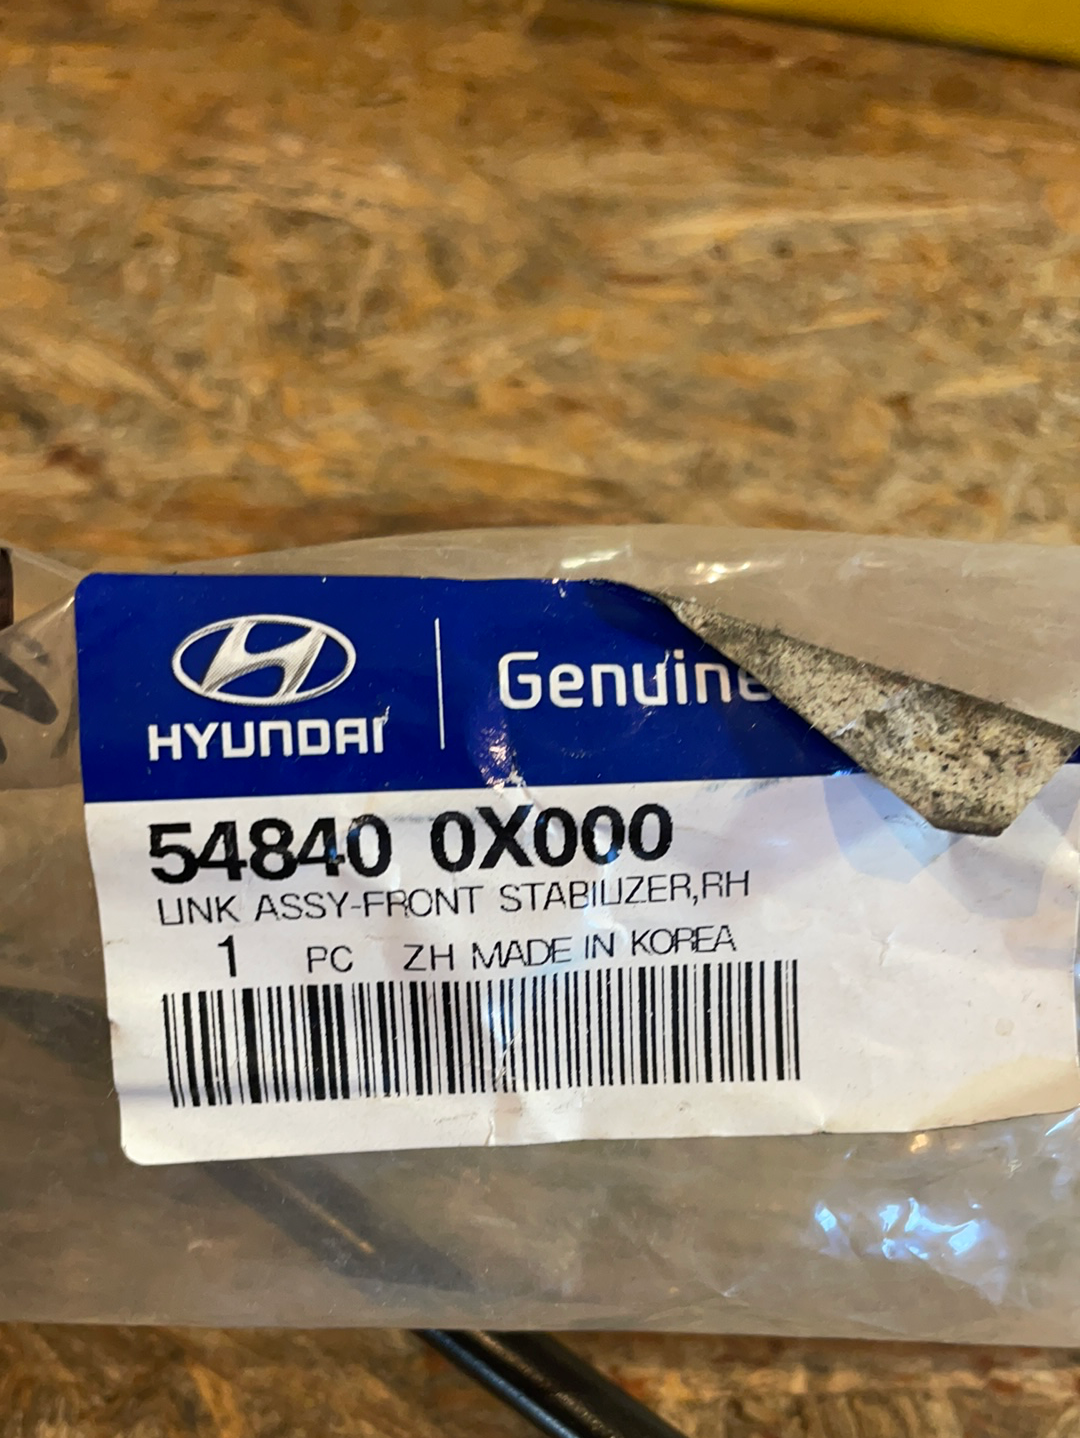 HYUNDAI
Genuine
54840 0X000
LINK ASSY-FRONT STABILIZER,RH
1 PC ZH MADE IN KOREA